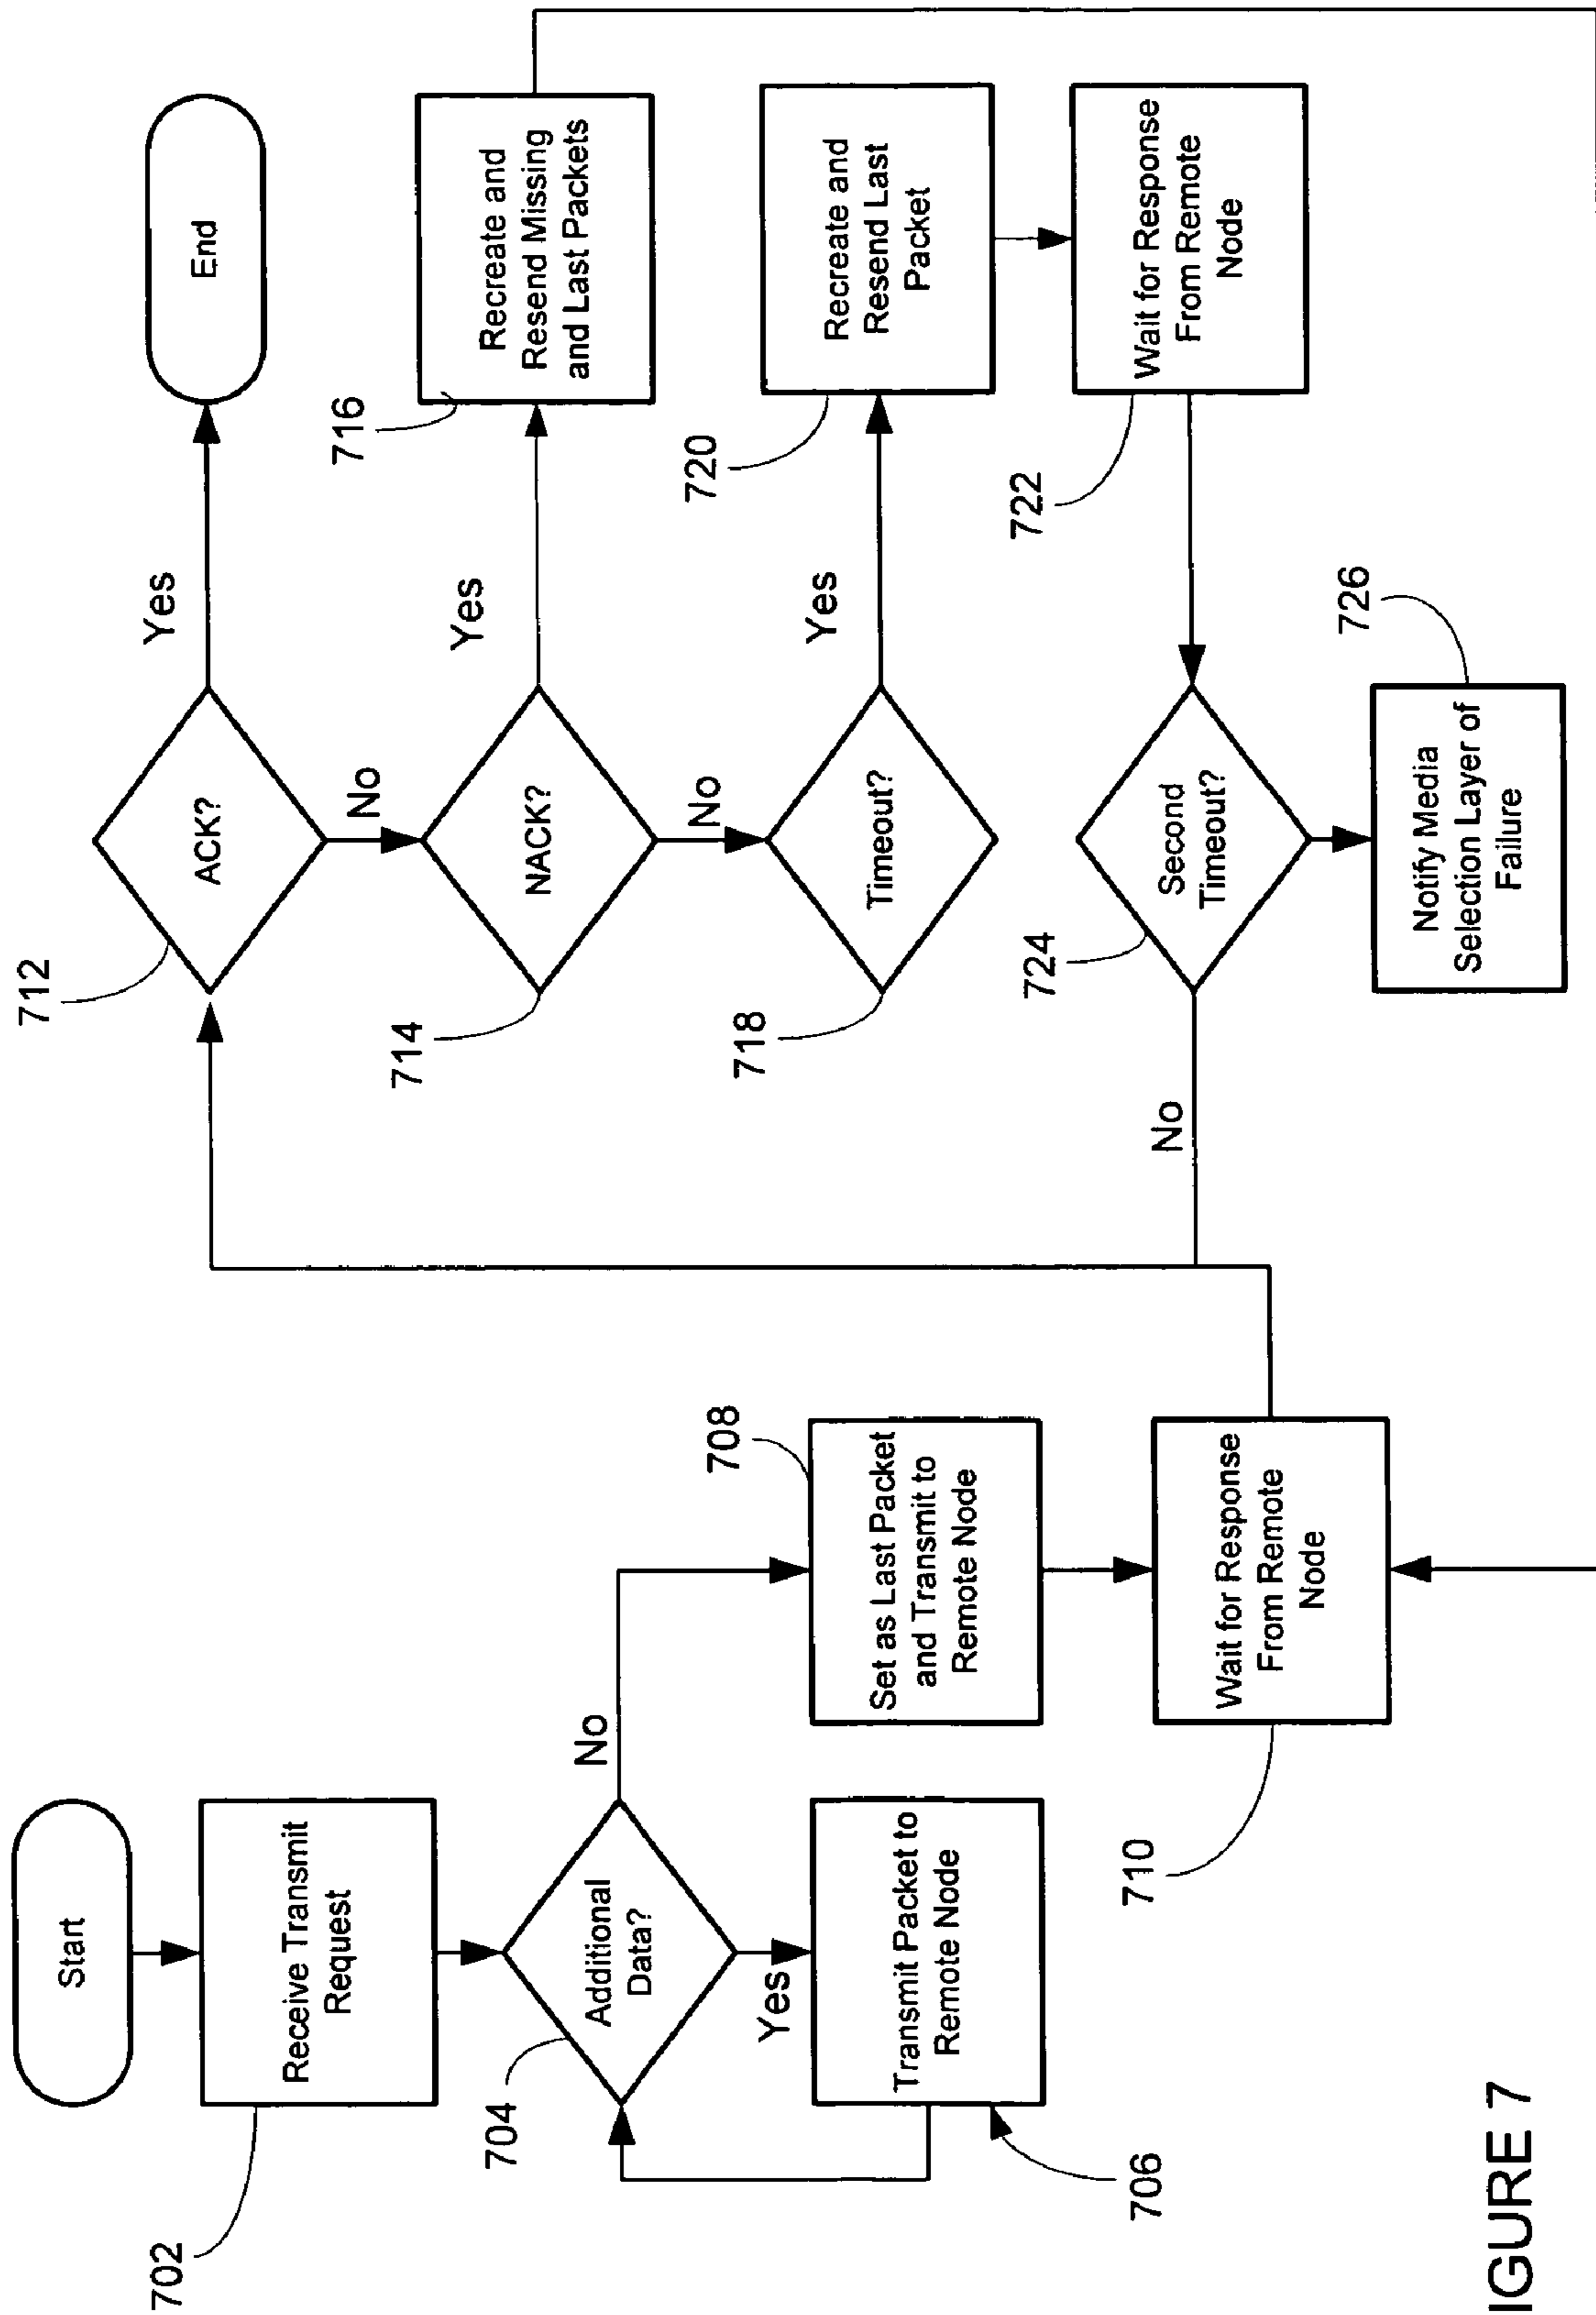 Start
702
Receive Transmit
Request
704
Additional
Data?
Yes
No
706
Transmit Packet to
Remote Node
708
Set as Last Packet
and Transmit to
Remote Node
710
Wait for Response
From Remote
Node
712
ACK?
Yes
End
No
714
NACK?
Yes
716
Recreate and
Resend Missing
and Last Packets
No
718
Timeout?
Yes
720
Recreate and
Resend Last
Packet
722
Wait for Response
From Remote
Node
724
Second
Timeout?
No
726
Notify Media
Selection Layer of
Failure
IGURE 7